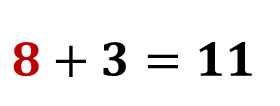 8 + 3 = 11